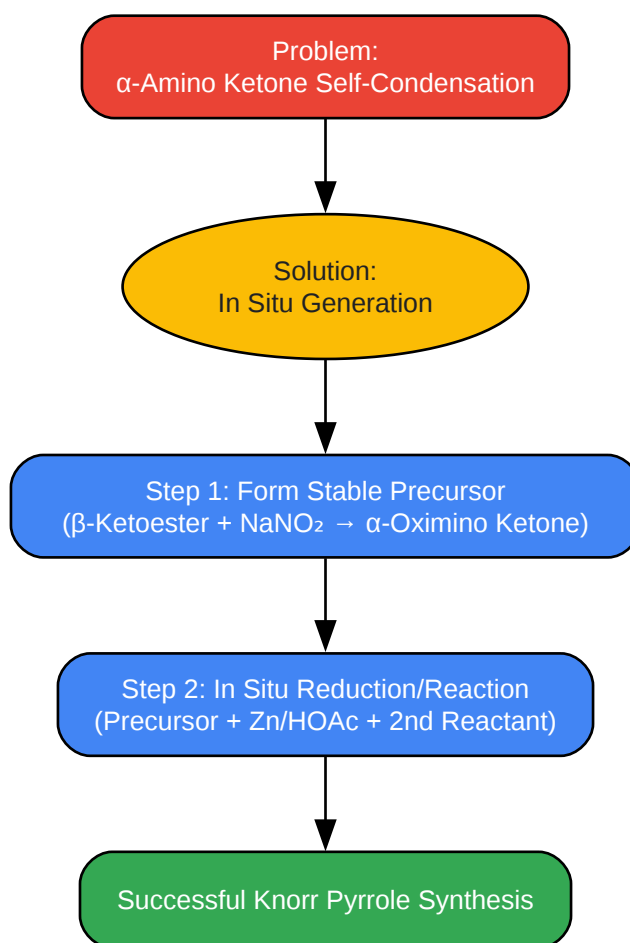 Problem:
α-Amino Ketone Self-Condensation
Solution:
In Situ Generation
Step 1: Form Stable Precursor
(β-Ketoester + NaNO₂ → α-Oximino Ketone)
Step 2: In Situ Reduction/Reaction
(Precursor + Zn/HOAc + 2nd Reactant)
Successful Knorr Pyrrole Synthesis